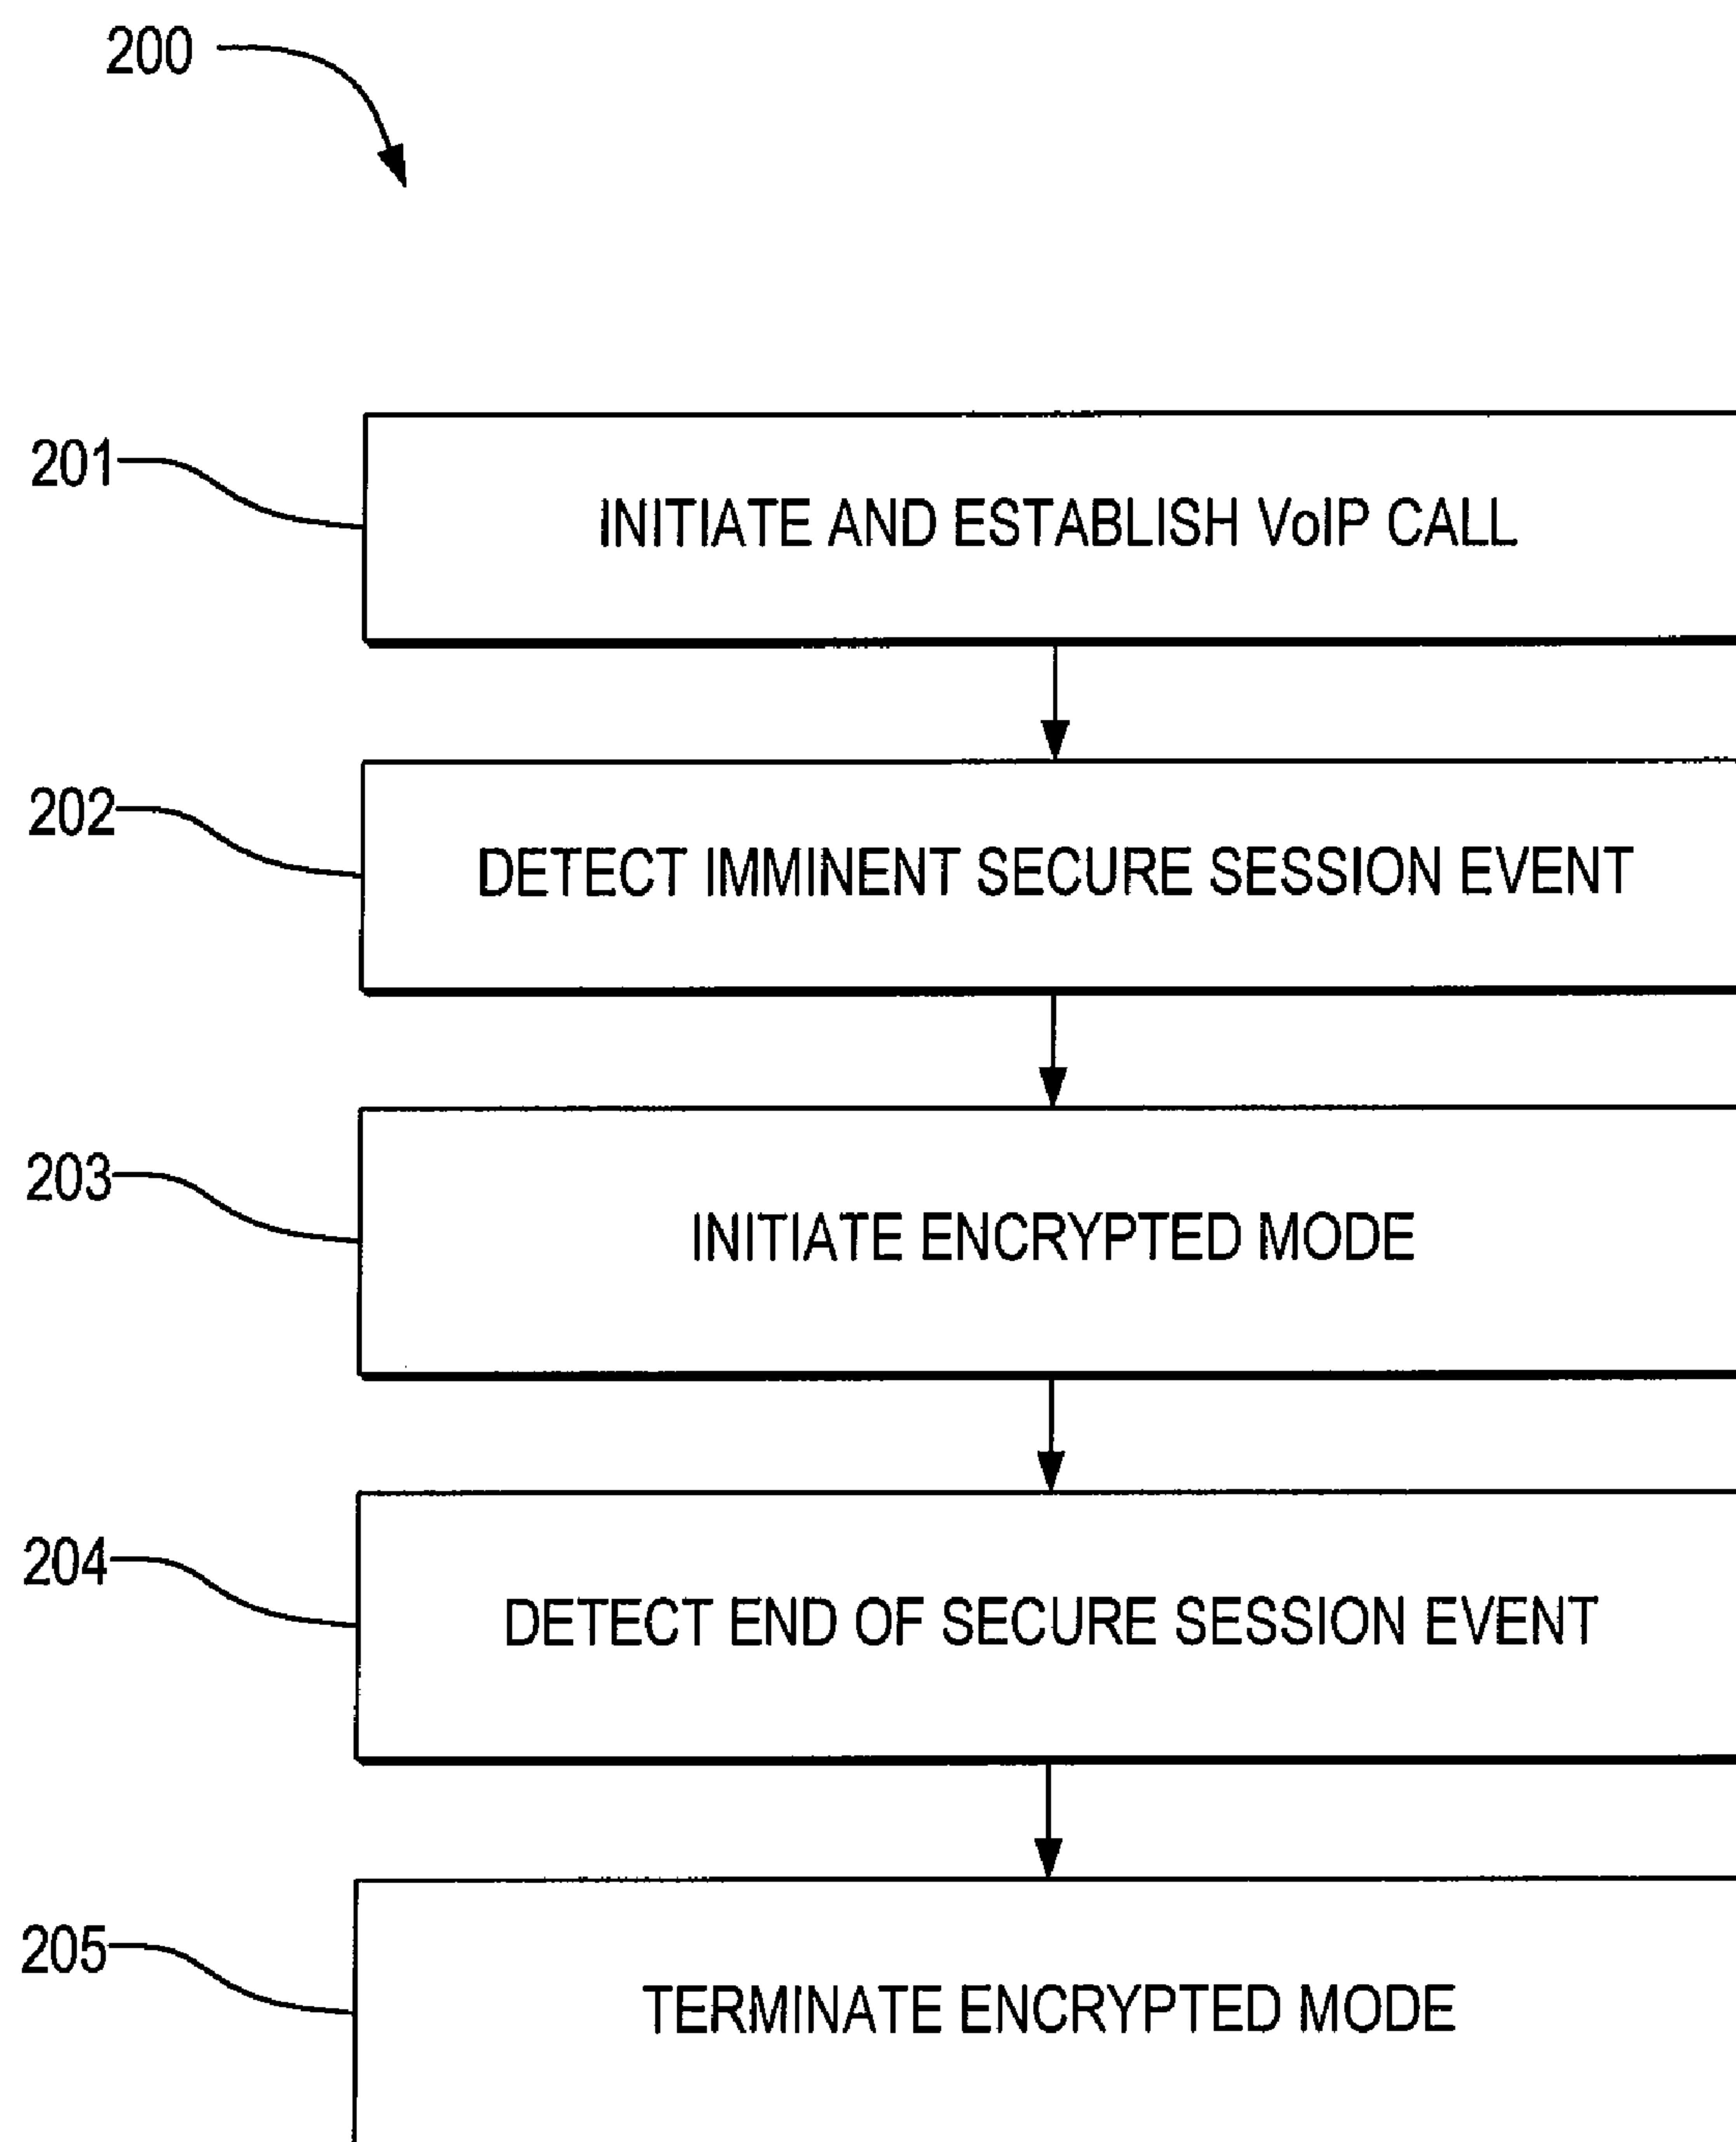 200
201
INITIATE AND ESTABLISH VoIP CALL
202
DETECT IMMINENT SECURE SESSION EVENT
203
INITIATE ENCRYPTED MODE
204
DETECT END OF SECURE SESSION EVENT
205
TERMINATE ENCRYPTED MODE